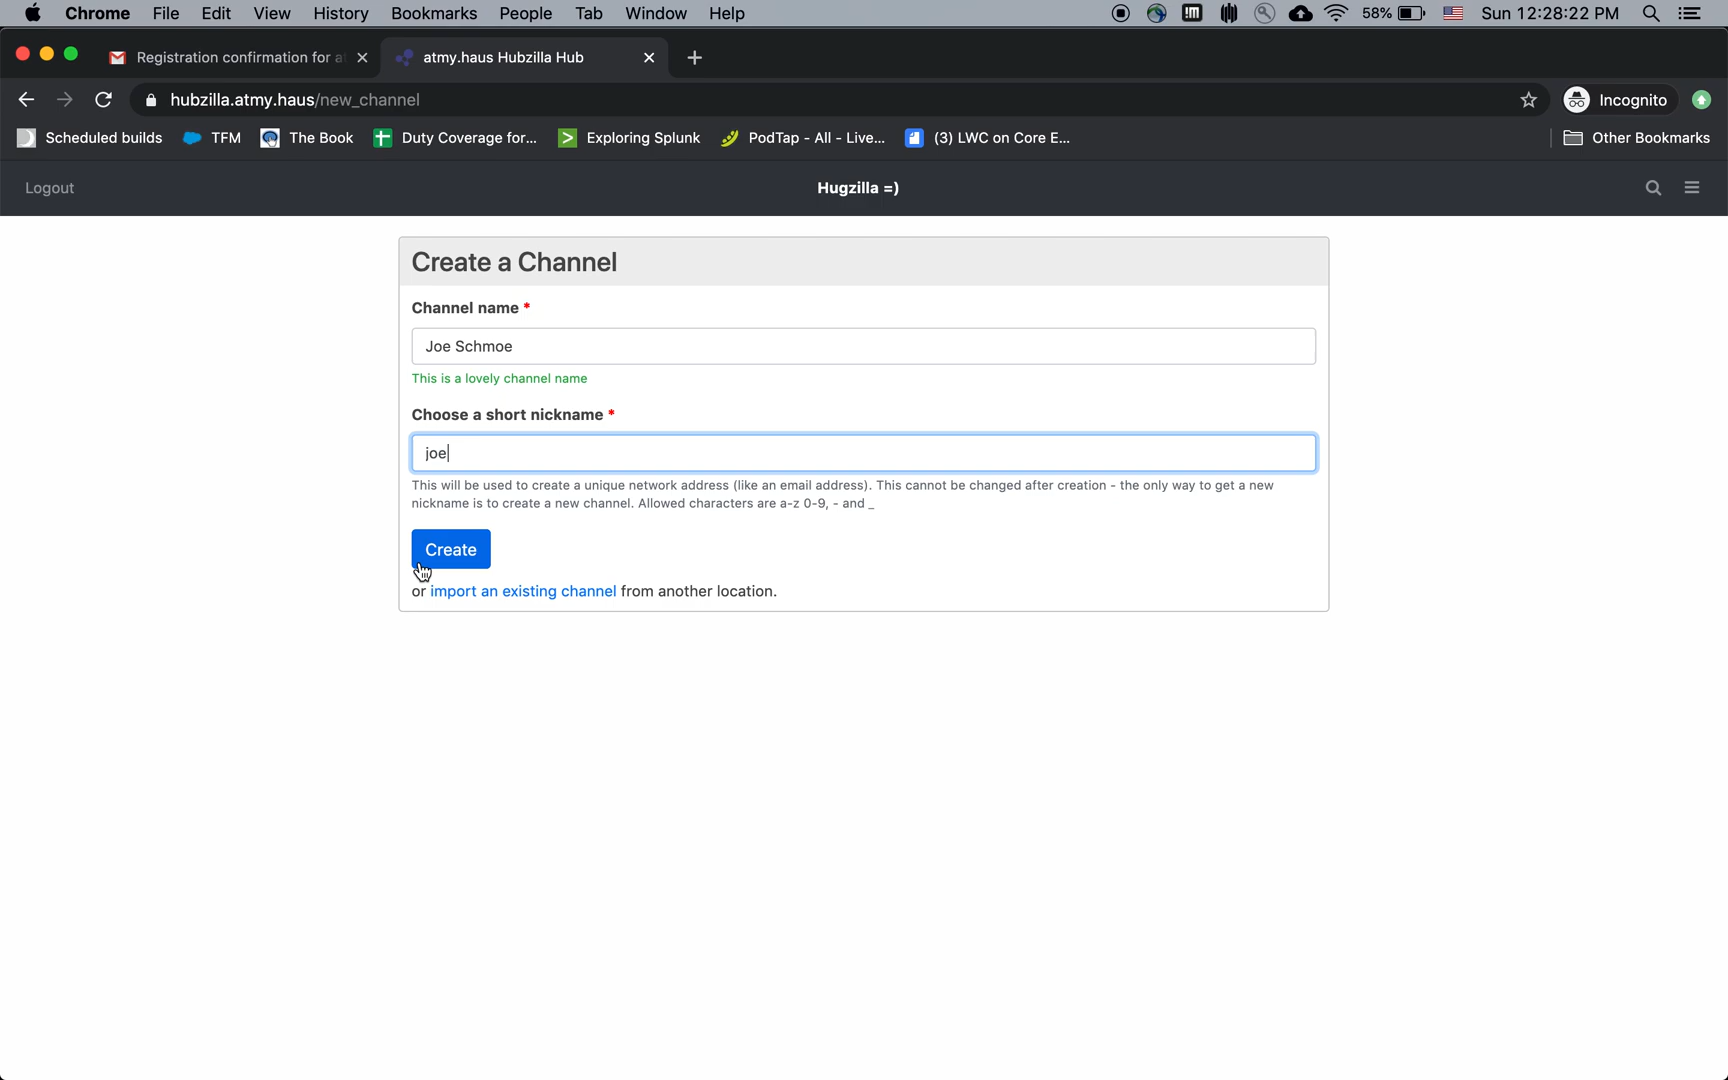 Chrome File Edit View History Bookmarks People Tab Window Help 58% Sun 12:28:22 PM
Registration confirmation for a atmy.haus Hubzilla Hub
hubzilla.atmy.haus/new_channel Incognito
Scheduled builds TFM The Book Duty Coverage for... Exploring Splunk PodTap - All - Live... (3) LWC on Core E... Other Bookmarks
Logout Hugzilla =)
Create a Channel
Channel name *
Joe Schmoe
This is a lovely channel name
Choose a short nickname *
joe
This will be used to create a unique network address (like an email address). This cannot be changed after creation - the only way to get a new
nickname is to create a new channel. Allowed characters are a-z 0-9, - and _
Create
or import an existing channel from another location.